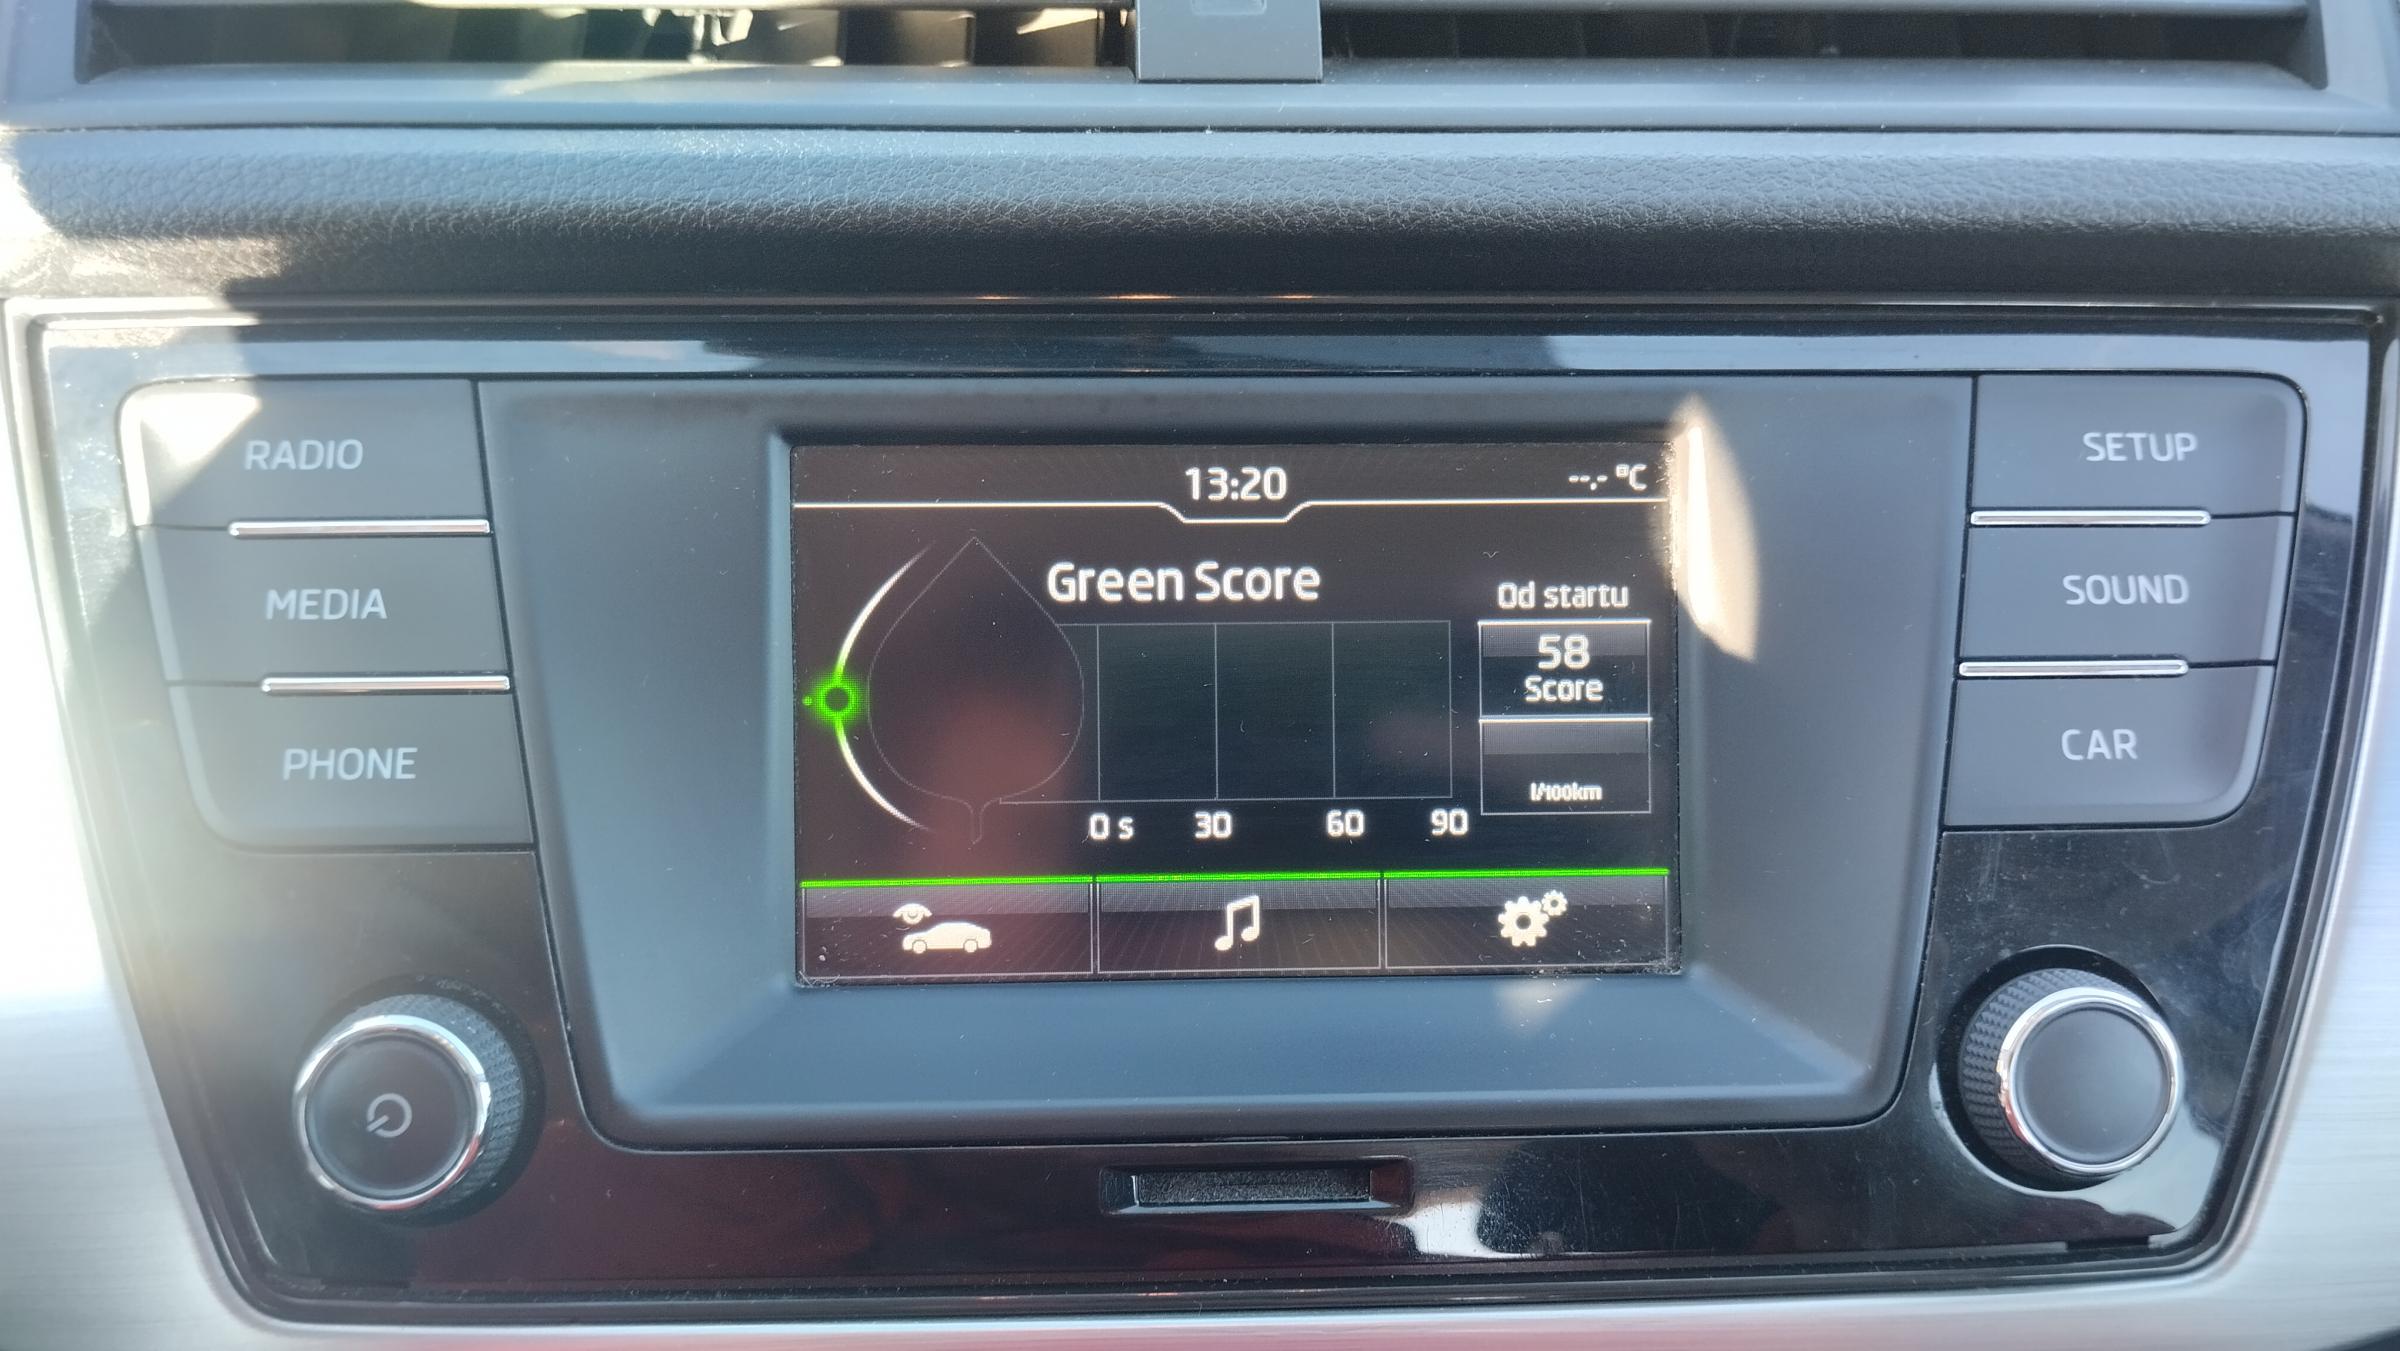 RADIO
MEDIA
PHONE
13:20
--.- °C
Green Score
Od startu
58
Score
l/100km
0 s 30 60 90
SETUP
SOUND
CAR